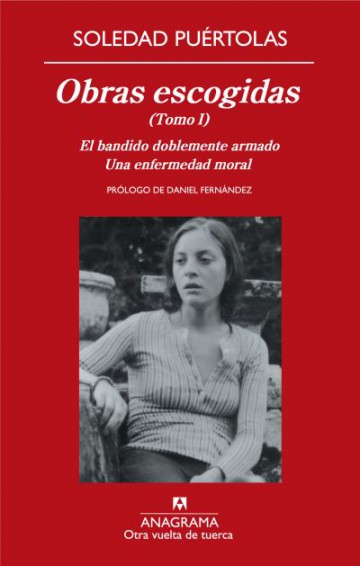 SOLEDAD PUÉRTOLAS
Obras escogidas
(Tomo I)
El bandido doblemente armado
Una enfermedad moral
PRÓLOGO DE DANIEL FERNÁNDEZ
ANAGRAMA
Otra vuelta de tuerca